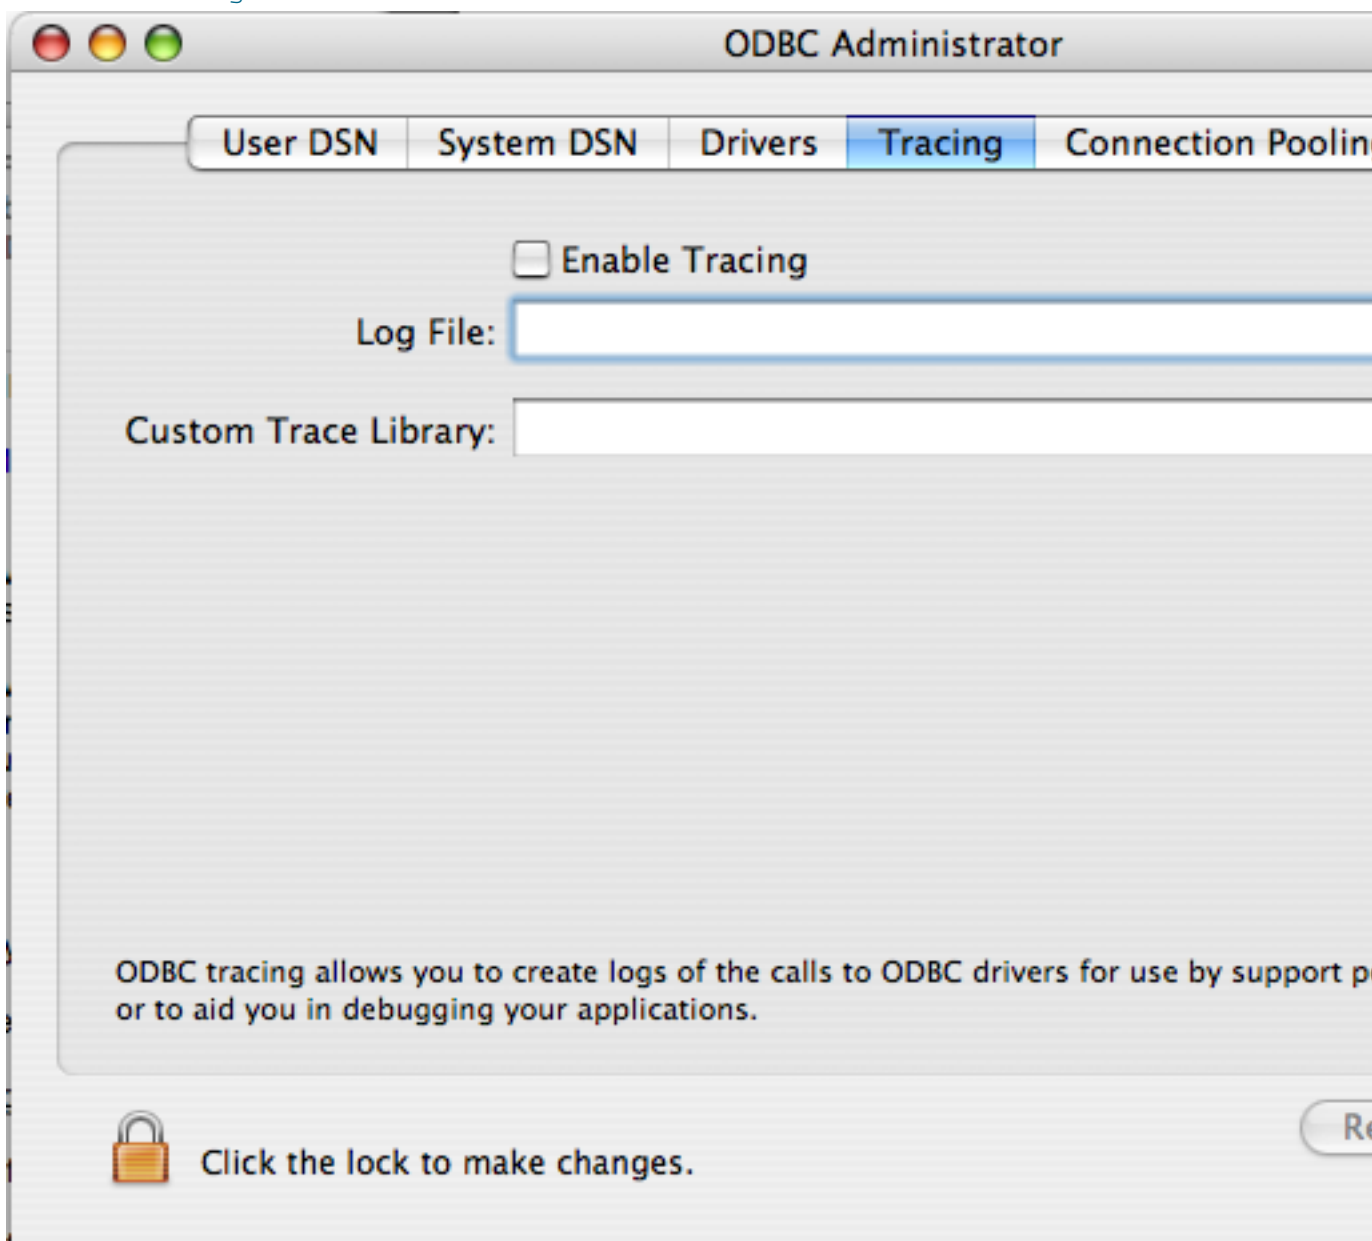 ODBC Administrator
User DSN System DSN Drivers Tracing Connection
Enable Tracing
Log File:
Custom Trace Library:
ODBC tracing allows you to create logs of the calls to ODBC drivers for use by support
or to aid you in debugging your applications.
Click the lock to make changes.